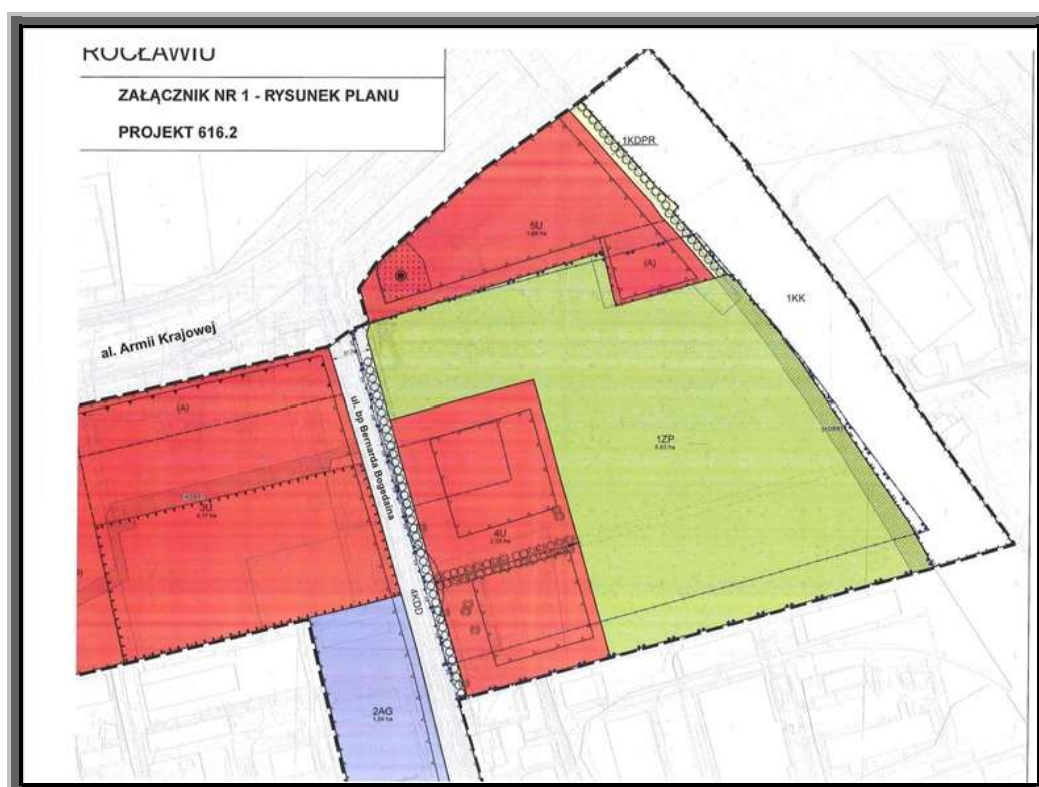 ROCŁAWIU
ZAŁĄCZNIK NR 1 - RYSUNEK PLANU
PROJEKT 616.2
1KDPR
5U
(A)
1KK
al. Armii Krajowej
(A)
ul. bp Bernarda Bogedaina
1ZP
3U
4U
4KDD
2AG